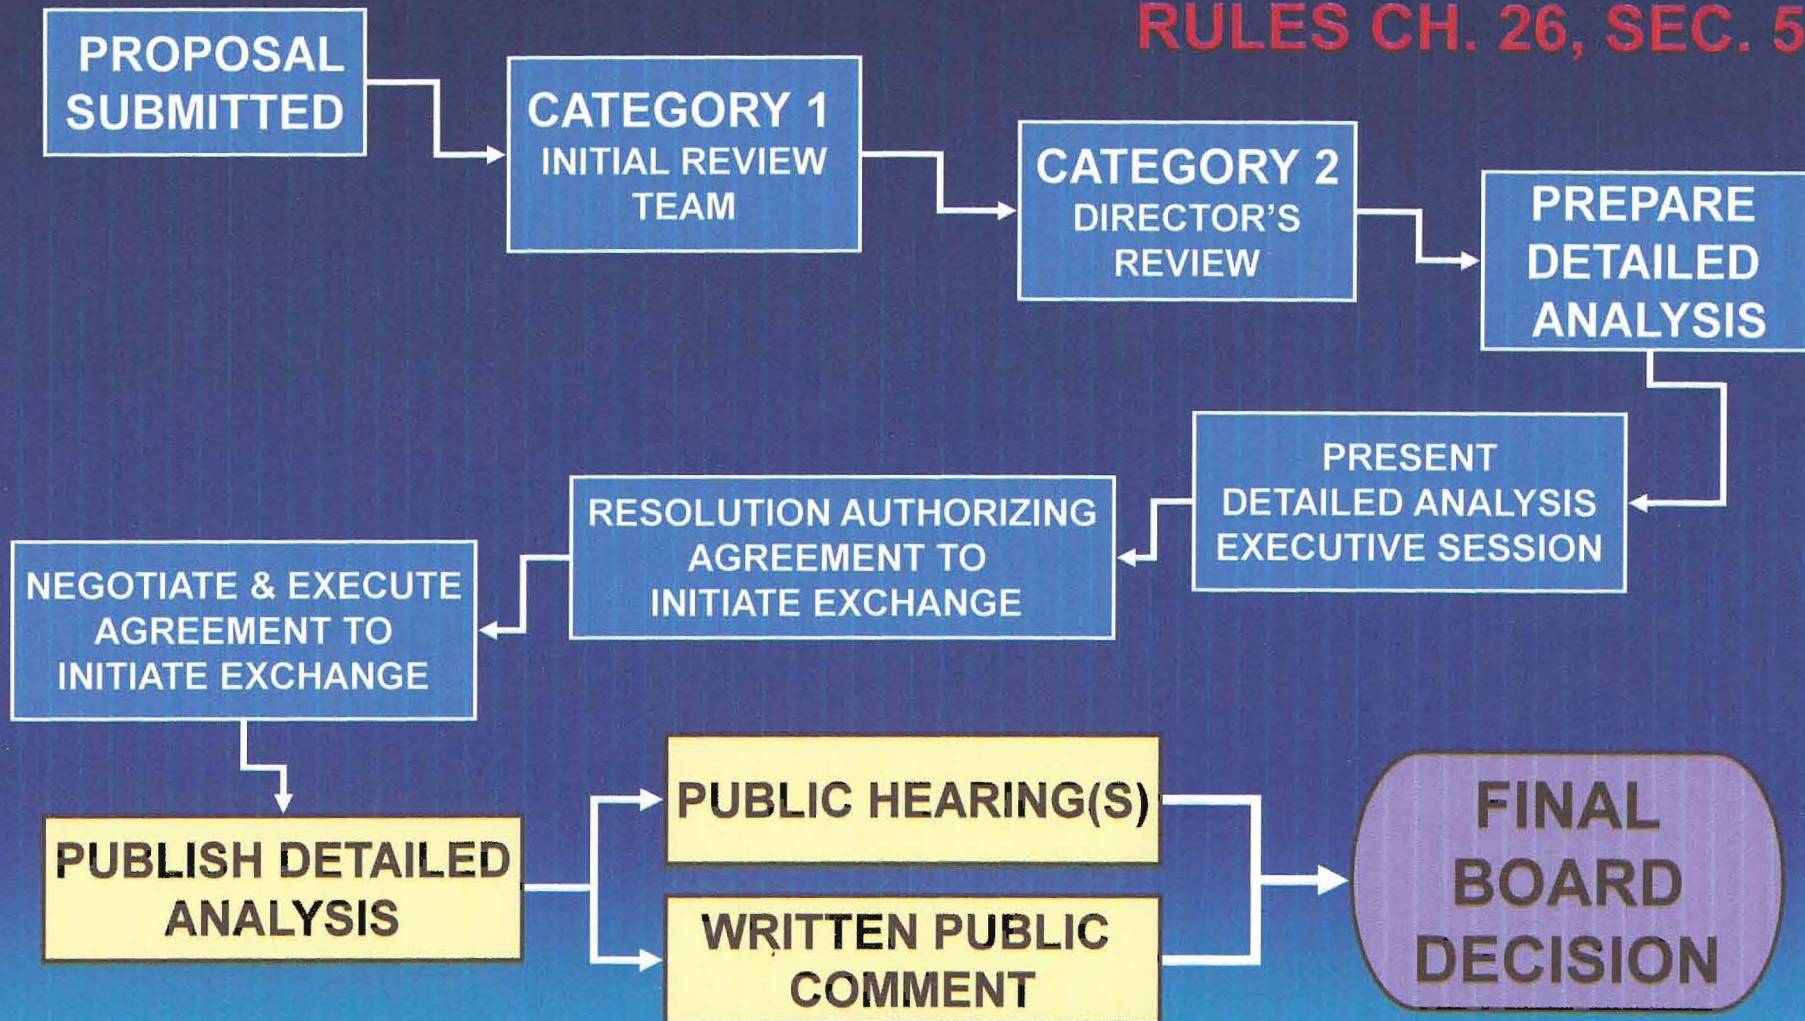 RULES CH. 26, SEC. 5
PROPOSAL
SUBMITTED
CATEGORY 1
INITIAL REVIEW
TEAM
CATEGORY 2
DIRECTOR'S
REVIEW
PREPARE
DETAILED
ANALYSIS
PRESENT
DETAILED ANALYSIS
EXECUTIVE SESSION
RESOLUTION AUTHORIZING
AGREEMENT TO
INITIATE EXCHANGE
NEGOTIATE & EXECUTE
AGREEMENT TO
INITIATE EXCHANGE
PUBLISH DETAILED
ANALYSIS
PUBLIC HEARING(S)
WRITTEN PUBLIC
COMMENT
FINAL
BOARD
DECISION